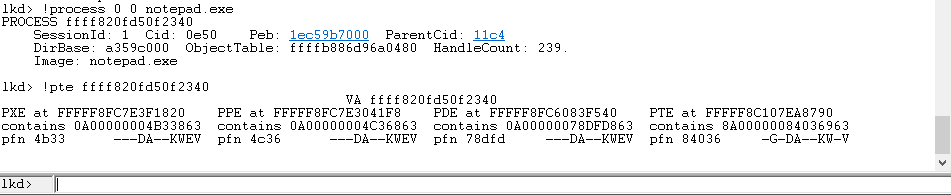 lkd> !process 0 0 notepad.exe
PROCESS ffff820fd50f2340
SessionId: 1 Cid: 0e50 Peb: 1ec59b7000 ParentCid: 11c4
DirBase: a359c000 ObjectTable: ffffb886d96a0480 HandleCount: 239.
Image: notepad.exe
lkd> !pte ffff820fd50f2340
VA ffff820fd50f2340
PXE at FFFFF8FC7E3F1820 PPE at FFFFF8FC7E3041F8 PDE at FFFFF8FC6083F540 PTE at FFFFF8C107EA8790
contains 0A00000004B33863 contains 0A00000004C36863 contains 0A00000078DFD863 contains 8A00000084036963
pfn 4b33 ---DA--KWEV pfn 4c36 ---DA--KWEV pfn 78dfd ---DA--KWEV pfn 84036 -G-DA--KW-V
lkd>